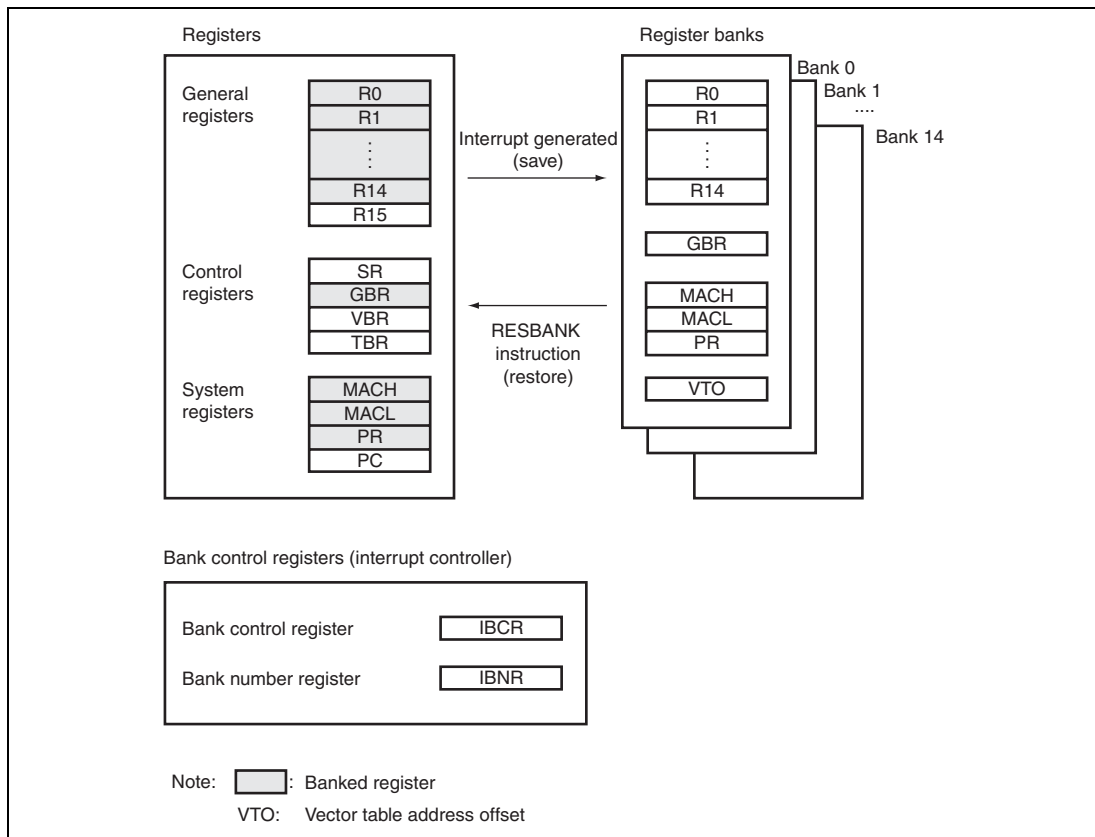 Registers
General
registers
R0
R1
R14
R15
Control
registers
SR
GBR
VBR
TBR
System
registers
MACH
MACL
PR
PC
Interrupt generated
(save)
RESBANK
instruction
(restore)
Register banks
Bank 0
Bank 1
....
Bank 14
R0
R1
R14
GBR
MACH
MACL
PR
VTO
Bank control registers (interrupt controller)
Bank control register IBCR
Bank number register IBNR
Note: : Banked register
VTO: Vector table address offset